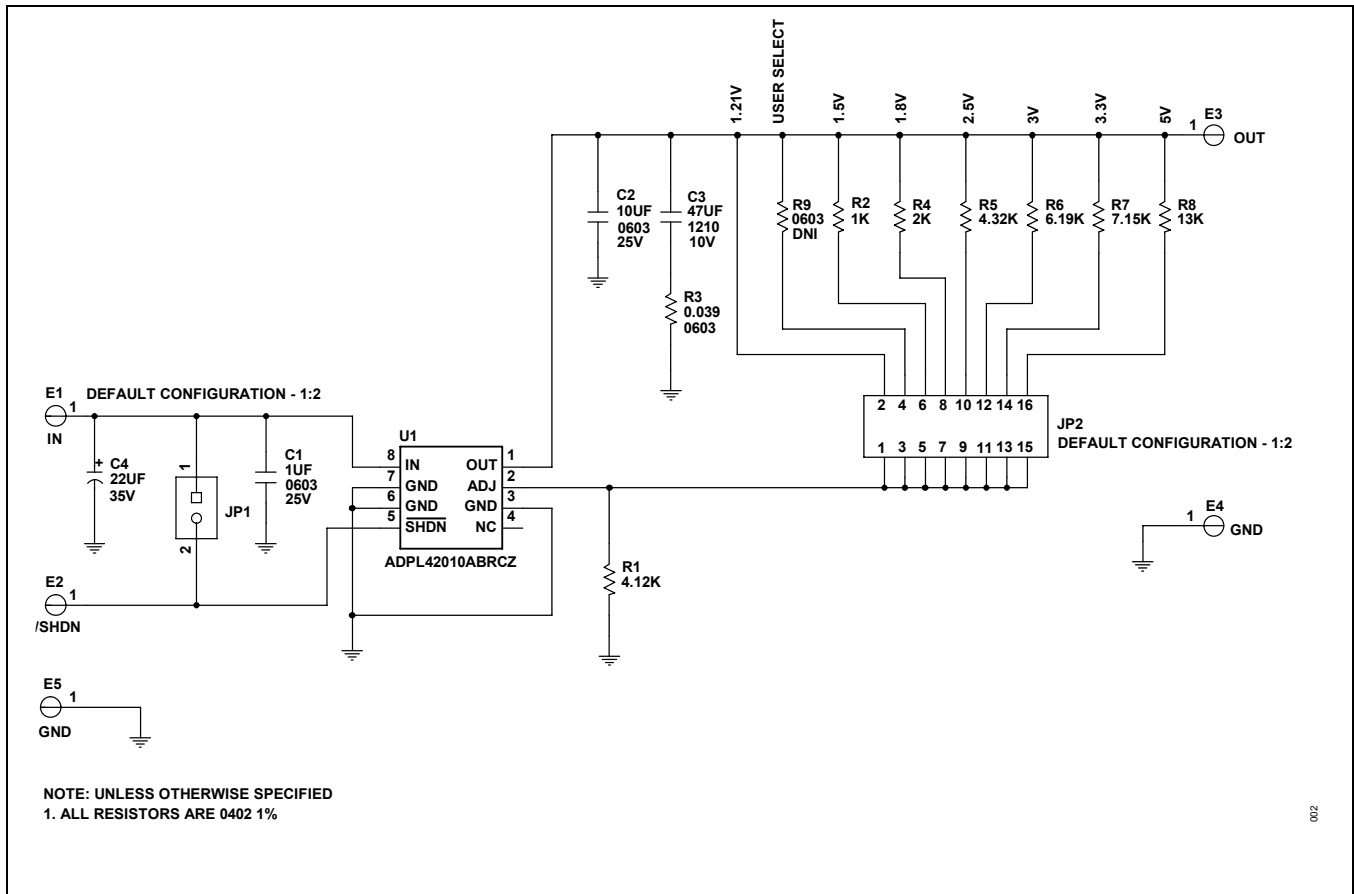 1.21V
USER SELECT
1.5V
1.8V
2.5V
3V
3.3V
5V
1
E3
OUT
C2
10UF
0603
25V
C3
47UF
1210
10V
R3
0.039
0603
R9
0603
DNI
R2
1K
R4
2K
R5
4.32K
R6
6.19K
R7
7.15K
R8
13K
2 4 6 8 10 12 14 16
1 3 5 7 9 11 13 15
JP2
DEFAULT CONFIGURATION - 1:2
E1
1
IN
DEFAULT CONFIGURATION - 1:2
+
C4
22UF
35V
1
JP1
2
C1
1UF
0603
25V
U1
8 IN OUT 1
7 GND ADJ 2
6 GND GND 3
5 SHDN NC 4
ADPL42010ABRCZ
R1
4.12K
1
E4
GND
E2
1
/SHDN
E5
1
GND
NOTE: UNLESS OTHERWISE SPECIFIED
1. ALL RESISTORS ARE 0402 1%
002